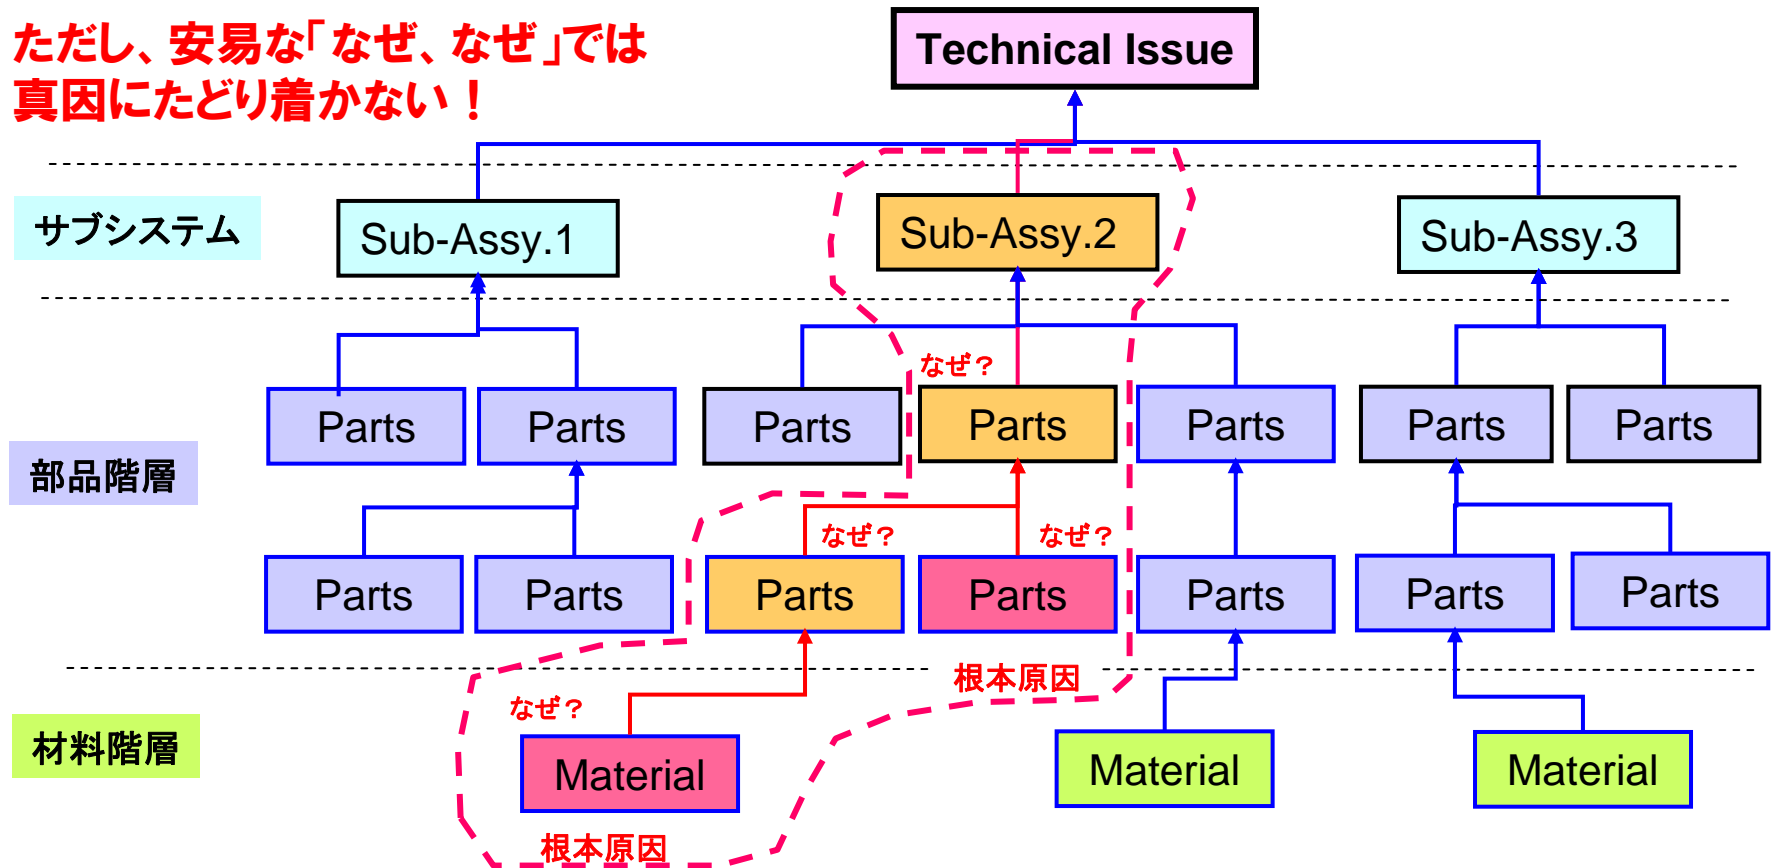 ただし、安易な「なぜ、なぜ」では
真因にたどり着かない！
Technical Issue
サブシステム
Sub-Assy.1
Sub-Assy.2
Sub-Assy.3
なぜ？
部品階層
Parts
Parts
Parts
Parts
Parts
Parts
Parts
なぜ？
なぜ？
Parts
Parts
Parts
Parts
Parts
Parts
Parts
根本原因
なぜ？
材料階層
Material
Material
Material
根本原因